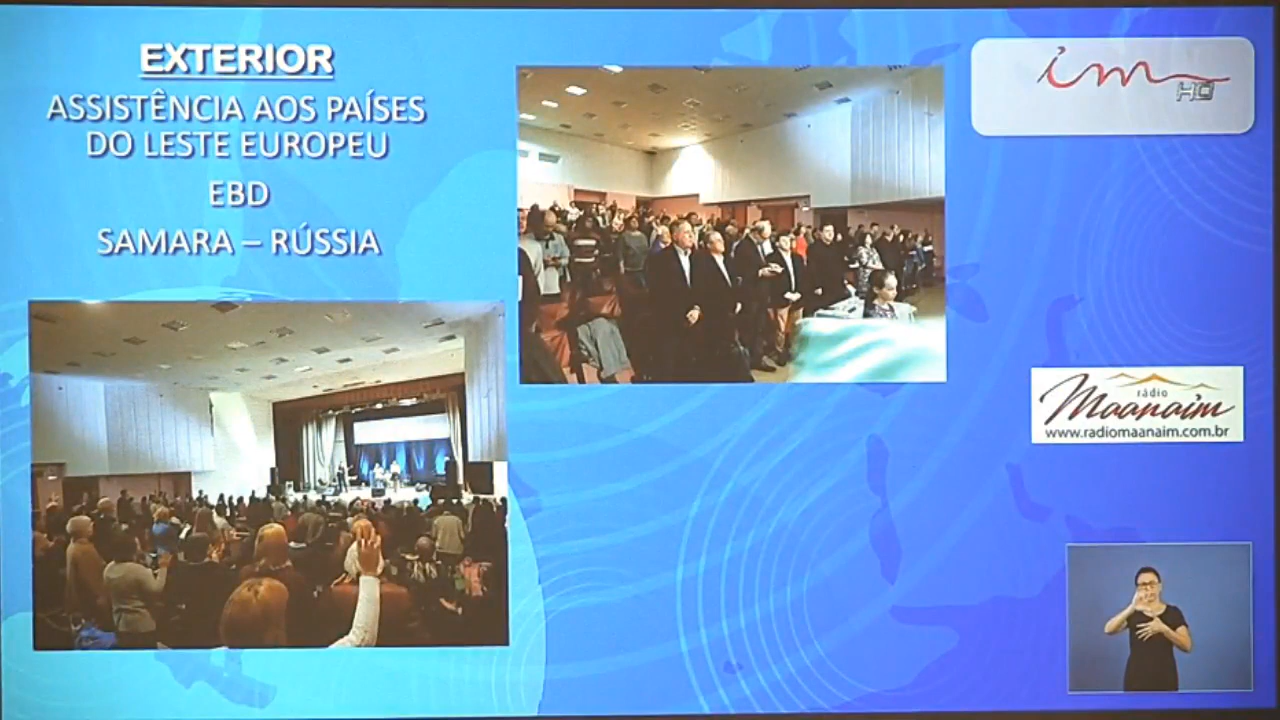 EXTERIOR
ASSISTÊNCIA AOS PAÍSES
DO LESTE EUROPEU
EBD
SAMARA – RÚSSIA
im
HD
rádio
Maanaim
www.radiomaanaim.com.br